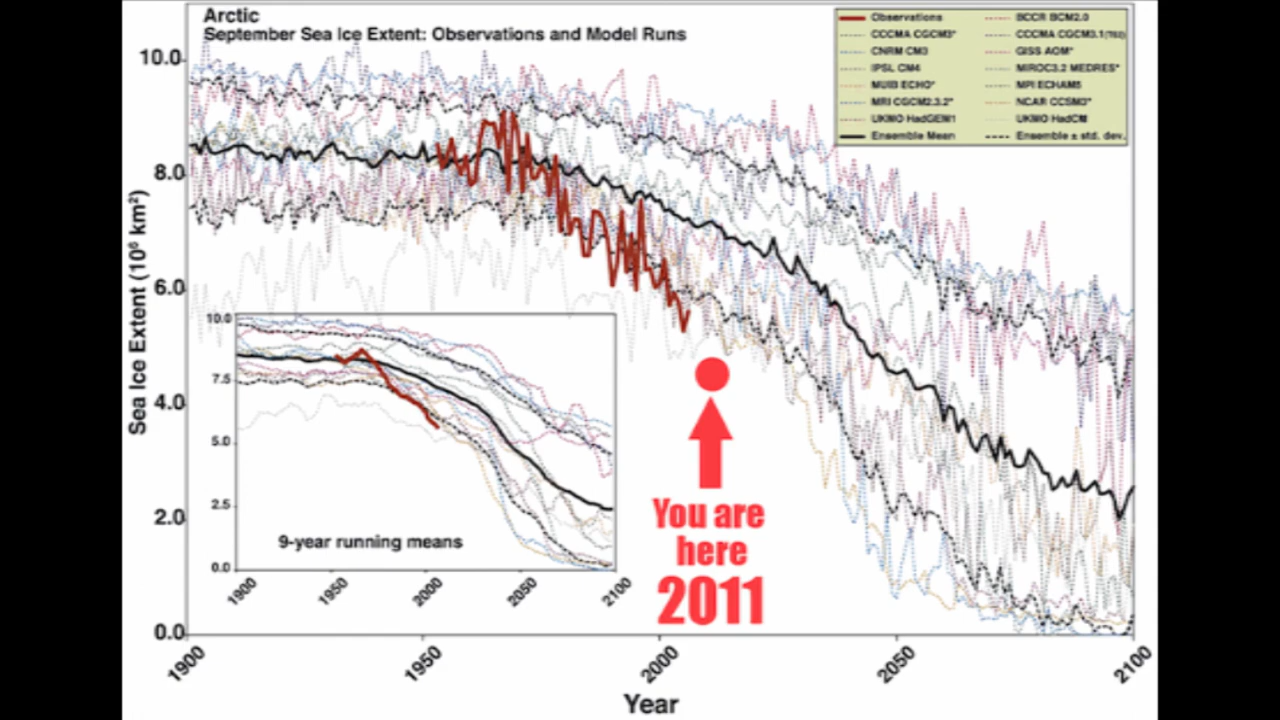 Arctic
September Sea Ice Extent: Observations and Model Runs
Observations
BCCR BCM2.0
CCCMA CGCM3*
CCCMA CGCM3.1(T63)
CNRM CM3
GISS AOM*
IPSL CM4
MIROC3.2 MEDRES*
MIUB ECHO*
MPI ECHAM5
MRI CGCM2.3.2*
NCAR CCSM3*
UKMO HadGEM1
UKMO HadCM
Ensemble Mean
Ensemble ± std. dev.
Sea Ice Extent (10⁶ km²)
10.0
8.0
6.0
4.0
2.0
0.0
1900
1950
2000
2050
2100
Year
10.0
7.5
5.0
2.5
0.0
9-year running means
1900
1950
2000
2050
2100
You are
here
2011